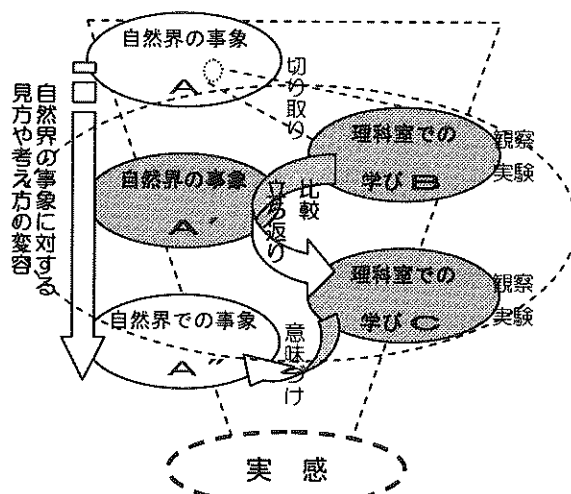 自然界の事象
A
切り取り
自然界の事象に対する
見方や考え方の変容
理科室での
学び B
観察
実験
自然界の事象
A′
比較
立ち返り
理科室での
学び C
観察
実験
自然界での事象
A″
意味づけ
実 感